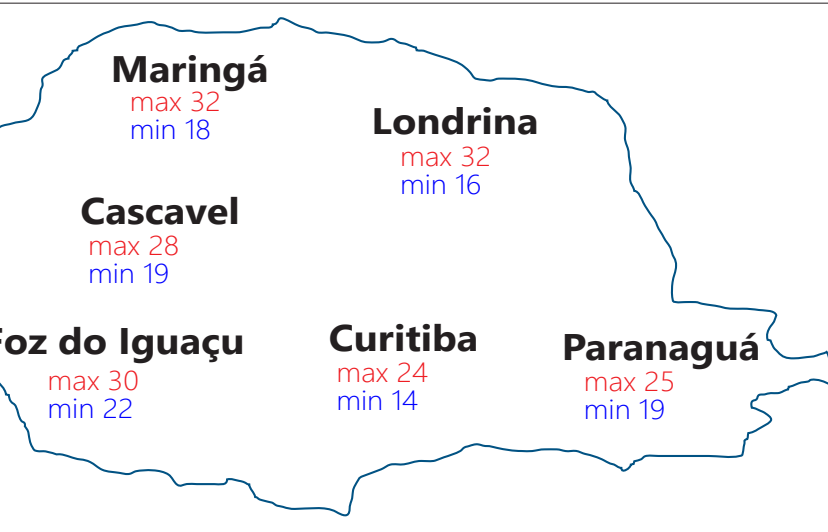 Maringá
max 32
min 18
Londrina
max 32
min 16
Cascavel
max 28
min 19
Foz do Iguaçu
max 30
min 22
Curitiba
max 24
min 14
Paranaguá
max 25
min 19